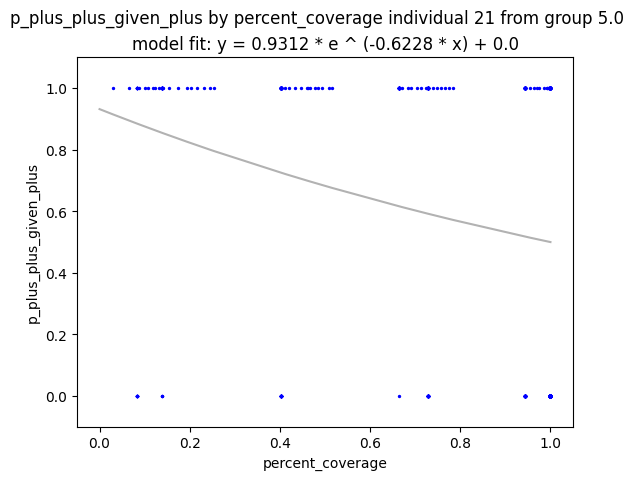 p_plus_plus_given_plus by percent_coverage individual 21 from group 5.0
model fit: y = 0.9312 * e ^ (-0.6228 * x) + 0.0
p_plus_plus_given_plus
1.0
0.8
0.6
0.4
0.2
0.0
0.0 0.2 0.4 0.6 0.8 1.0
percent_coverage